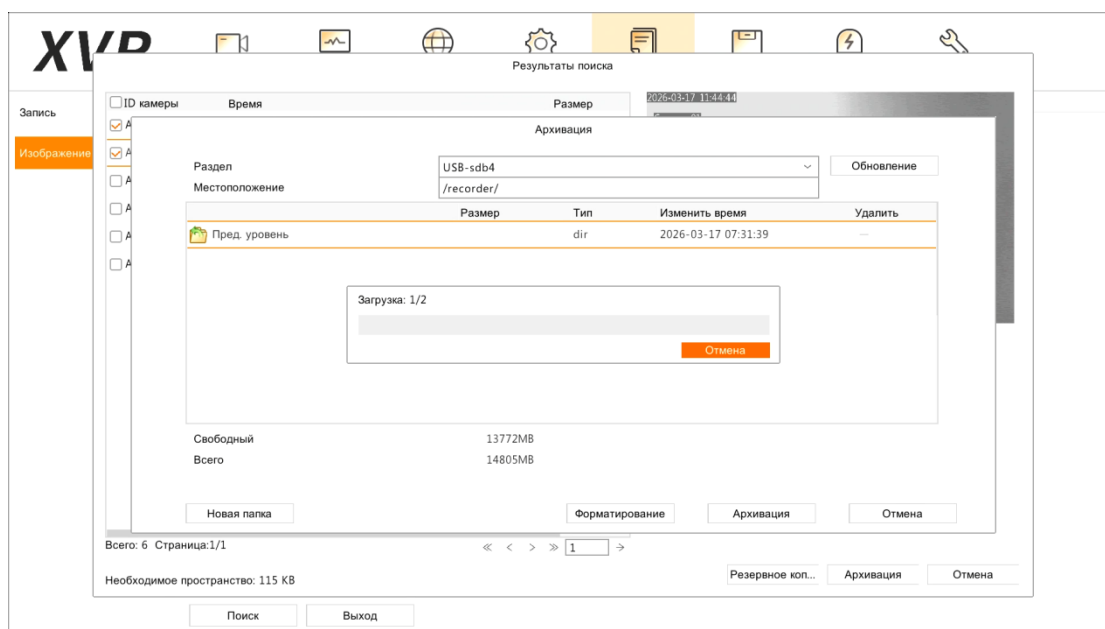 XVR
Результаты поиска
Запись
Изображение
ID камеры Время Размер
2026-03-17 11:44:44
A
A
A
A
A
A
Архивация
Раздел USB-sdb4 Обновление
Местоположение /recorder/
Размер Тип Изменить время Удалить
Пред. уровень dir 2026-03-17 07:31:39
Загрузка: 1/2
Отмена
Свободный 13772MB
Всего 14805MB
Новая папка Форматирование Архивация Отмена
Всего: 6 Страница:1/1 1
Необходимое пространство: 115 KB Резервное коп... Архивация Отмена
Поиск Выход